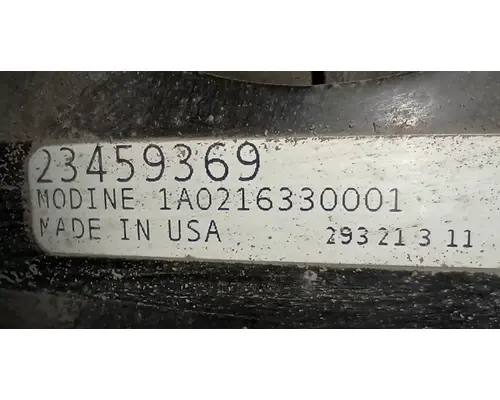 23459369
MODINE 1A0216330001
MADE IN USA 293 21 3 11